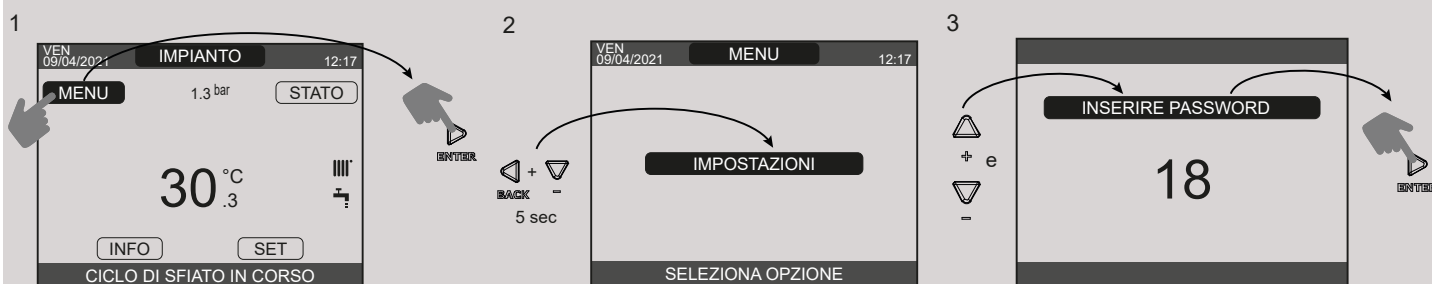 1
VEN
09/04/2021
IMPIANTO
12:17
MENU
1.3 bar
STATO
30 °C
.3
INFO
SET
CICLO DI SFIATO IN CORSO
ENTER
2
VEN
09/04/2021
MENU
12:17
IMPOSTAZIONI
BACK
+
-
5 sec
SELEZIONA OPZIONE
3
INSERIRE PASSWORD
+ e
-
18
ENTER